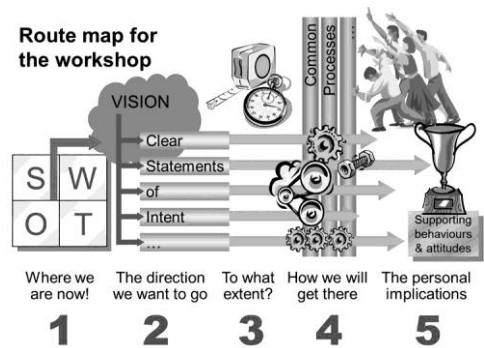 Route map for
the workshop
VISION
Common
Processes
...
Clear
Statements
of
Intent
...
S W
O T
Supporting
behaviours
& attitudes
Where we
are now!
The direction
we want to go
To what
extent?
How we will
get there
The personal
implications
1 2 3 4 5